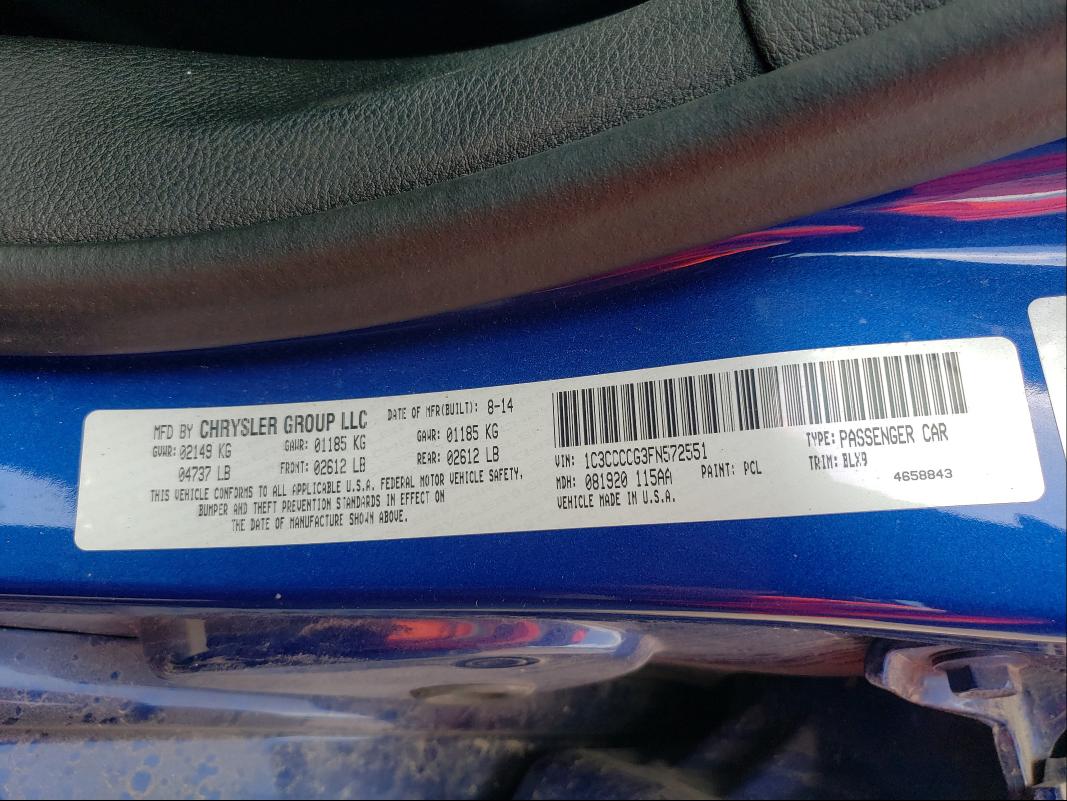 MFD BY CHRYSLER GROUP LLC DATE OF MFR(BUILT): 8-14
GVWR: 02149 KG GAWR: 01185 KG GAWR: 01185 KG
04737 LB FRONT: 02612 LB REAR: 02612 LB
THIS VEHICLE CONFORMS TO ALL APPLICABLE U.S.A. FEDERAL MOTOR VEHICLE SAFETY,
BUMPER AND THEFT PREVENTION STANDARDS IN EFFECT ON
THE DATE OF MANUFACTURE SHOWN ABOVE.
VIN: 1C3CCCCG3FN572551 TYPE: PASSENGER CAR
MDH: 081920 115AA PAINT: PCL TRIM: BLX9
VEHICLE MADE IN U.S.A. 4658843